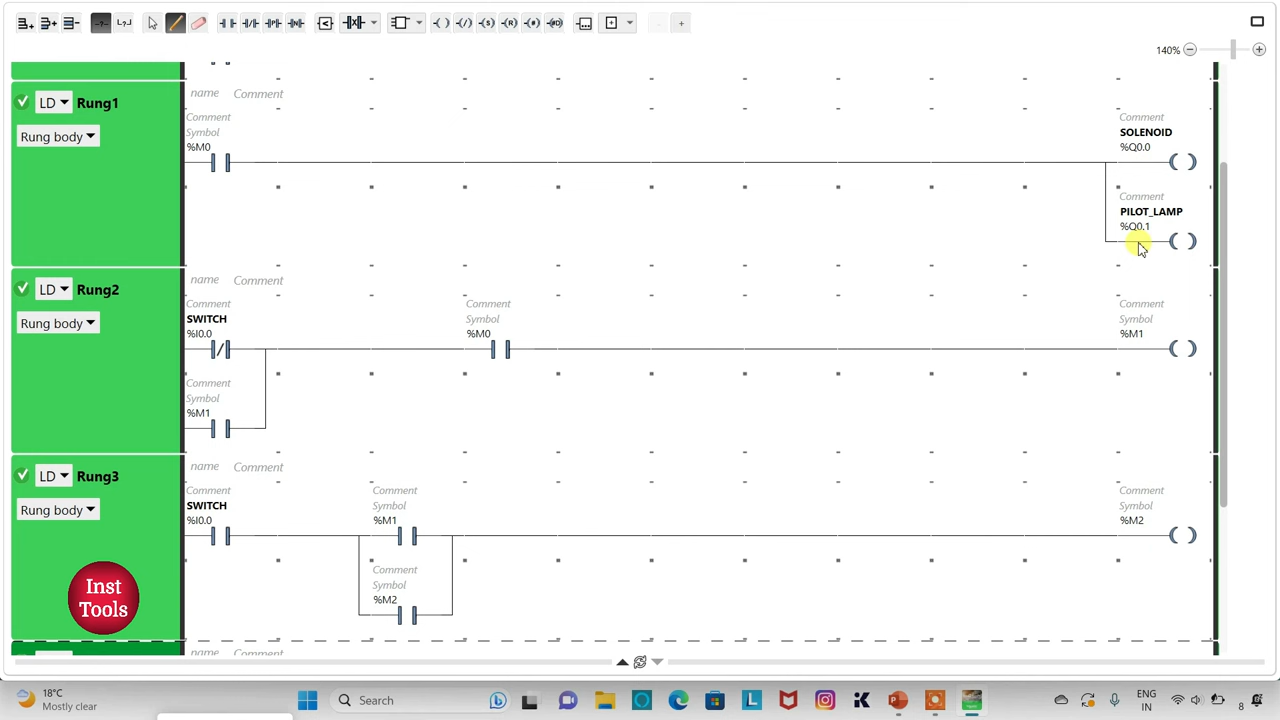 140%
name Comment
LD Rung1
Rung body
Comment
Symbol
%M0
Comment
SOLENOID
%Q0.0
Comment
PILOT_LAMP
%Q0.1
name Comment
LD Rung2
Rung body
Comment
SWITCH
%I0.0
Comment
Symbol
%M0
Comment
Symbol
%M1
Comment
Symbol
%M1
name Comment
LD Rung3
Rung body
Comment
SWITCH
%I0.0
Comment
Symbol
%M1
Comment
Symbol
%M2
Comment
Symbol
%M2
Inst
Tools
name Comment
18°C
Mostly clear
Search
ENG
IN
8